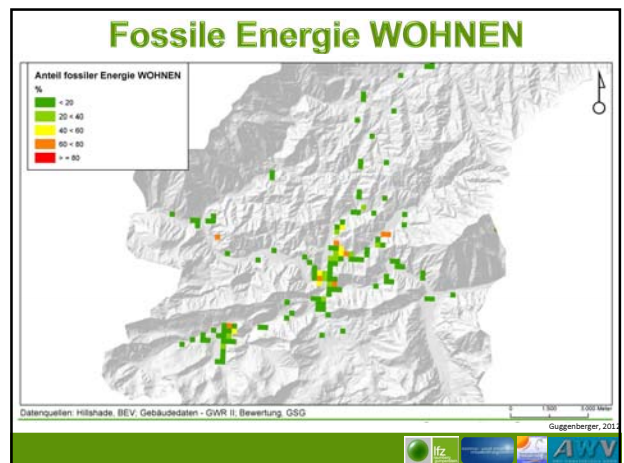 Fossile Energie WOHNEN
Anteil fossiler Energie WOHNEN
%
< 20
20 < 40
40 < 60
60 < 80
> = 80
Datenquellen: Hillshade, BEV; Gebäudedaten - GWR II; Bewertung, GSG
0 1.500 3.000 Meter
Guggenberger, 2012
lfz
AWV